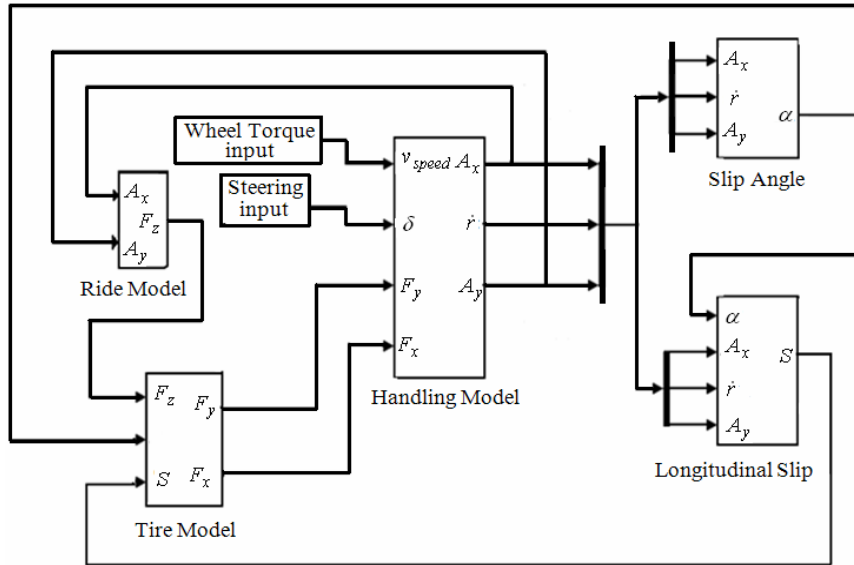 Wheel Torque
input
Steering
input
v_speed
A_x
δ
ṙ
F_y
A_y
F_x
Handling Model
A_x
F_z
A_y
Ride Model
F_z
F_y
S
F_x
Tire Model
A_x
ṙ
α
A_y
Slip Angle
α
A_x
S
ṙ
A_y
Longitudinal Slip